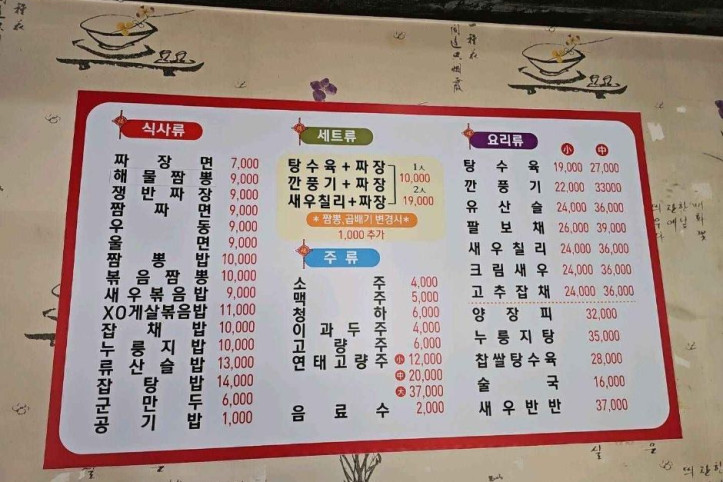 식사류
짜장면 7,000
해물짬뽕 9,000
쟁반짜장 9,000
짬짜면 9,000
우동 9,000
울면 9,000
짬뽕밥 10,000
볶음짬뽕 10,000
새우볶음밥 9,000
XO게살볶음밥 11,000
잡채밥 10,000
누룽지밥 10,000
류산슬밥 13,000
잡탕밥 14,000
군만두 6,000
공기밥 1,000
세트류
탕수육+짜장 1人
깐풍기+짜장 10,000
2人
새우칠리+짜장 19,000
* 짬뽕,곱배기 변경시*
1,000 추가
주류
소주 4,000
맥주 5,000
청하 6,000
이과두주 4,000
고량주 6,000
연태고량주 小 12,000
中 20,000
大 37,000
음료수 2,000
요리류
小 中
탕수육 19,000 27,000
깐풍기 22,000 33000
유산슬 24,000 36,000
팔보채 26,000 39,000
새우칠리 24,000 36,000
크림새우 24,000 36,000
고추잡채 24,000 36,000
양장피 32,000
누룽지탕 35,000
찹쌀탕수육 28,000
술국 16,000
새우반반 37,000